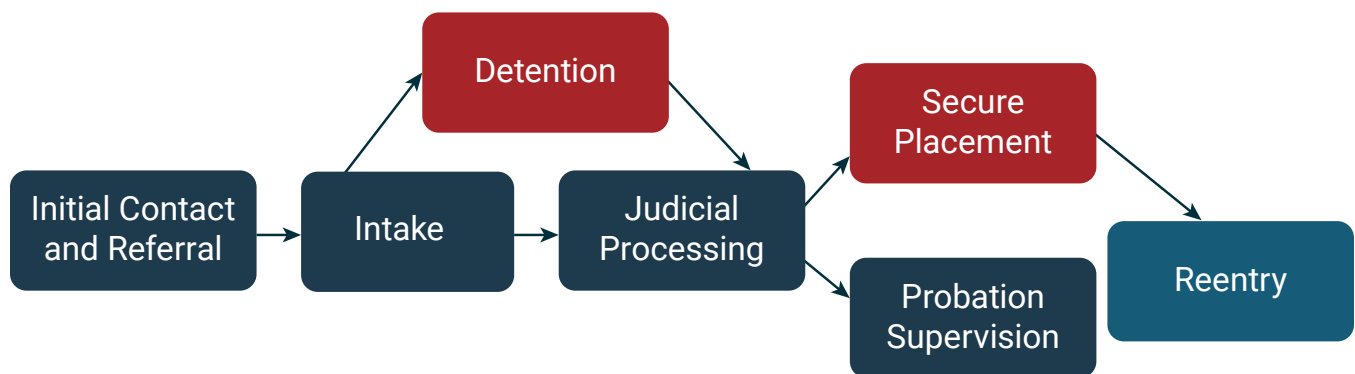 Initial Contact
and Referral
Intake
Detention
Judicial
Processing
Secure
Placement
Probation
Supervision
Reentry